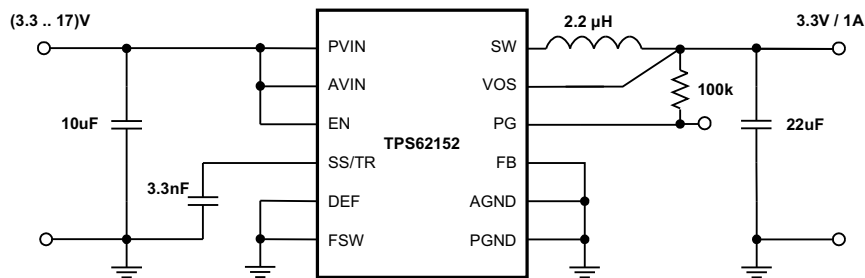 (3.3 .. 17)V
2.2 µH
3.3V / 1A
PVIN
SW
AVIN
VOS
100k
10uF
EN
PG
22uF
TPS62152
SS/TR
FB
3.3nF
DEF
AGND
FSW
PGND